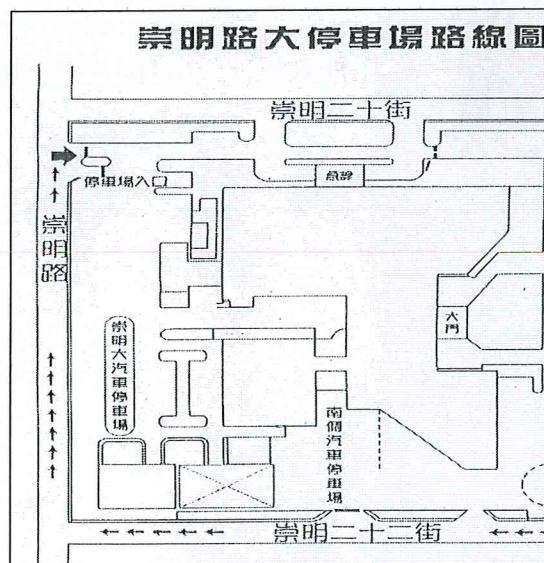 崇明路大停車場路線圖
崇明二十街
急診
停車場入口
崇明路
大門
崇明大汽車停車場
南側汽車停車場
崇明二十二街